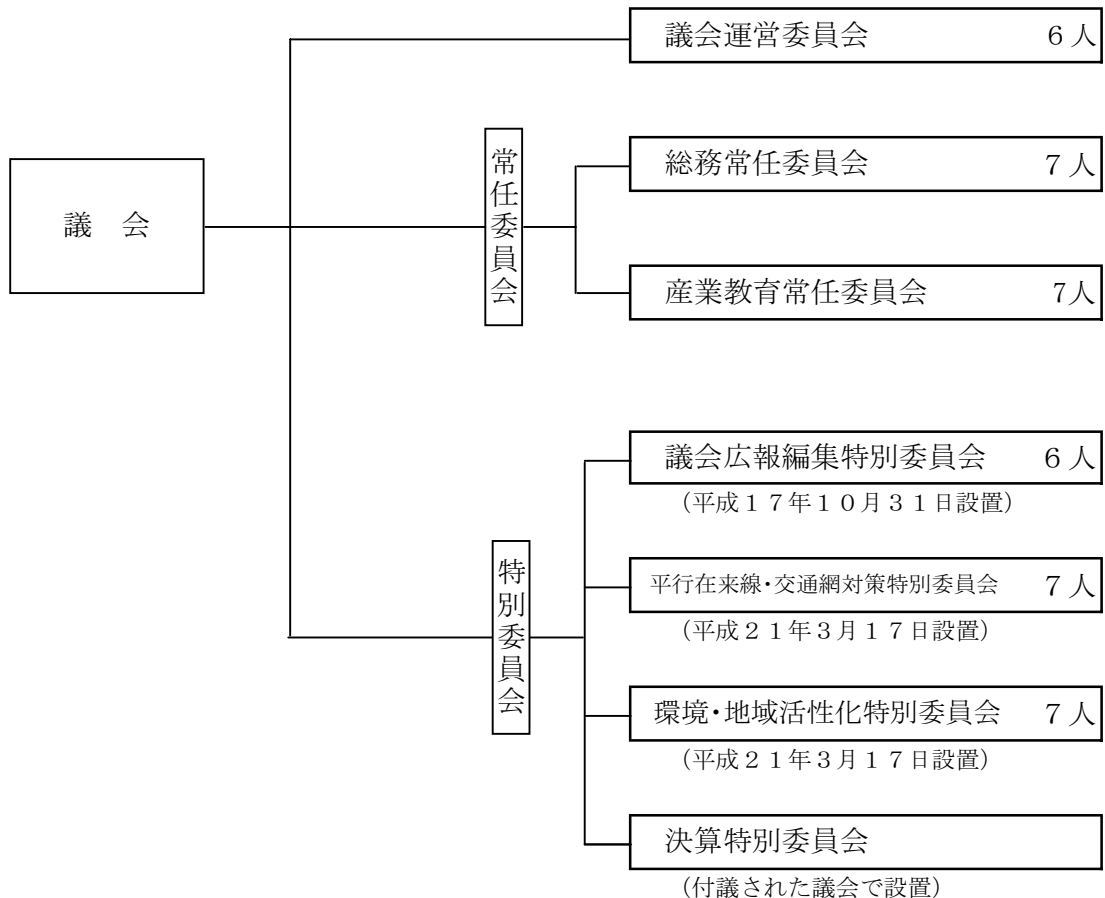 議会運営委員会 6人
常任委員会
総務常任委員会 7人
議 会
産業教育常任委員会 7人
特別委員会
議会広報編集特別委員会 6人
(平成17年10月31日設置)
平行在来線・交通網対策特別委員会 7人
(平成21年3月17日設置)
環境・地域活性化特別委員会 7人
(平成21年3月17日設置)
決算特別委員会
(付議された議会で設置)